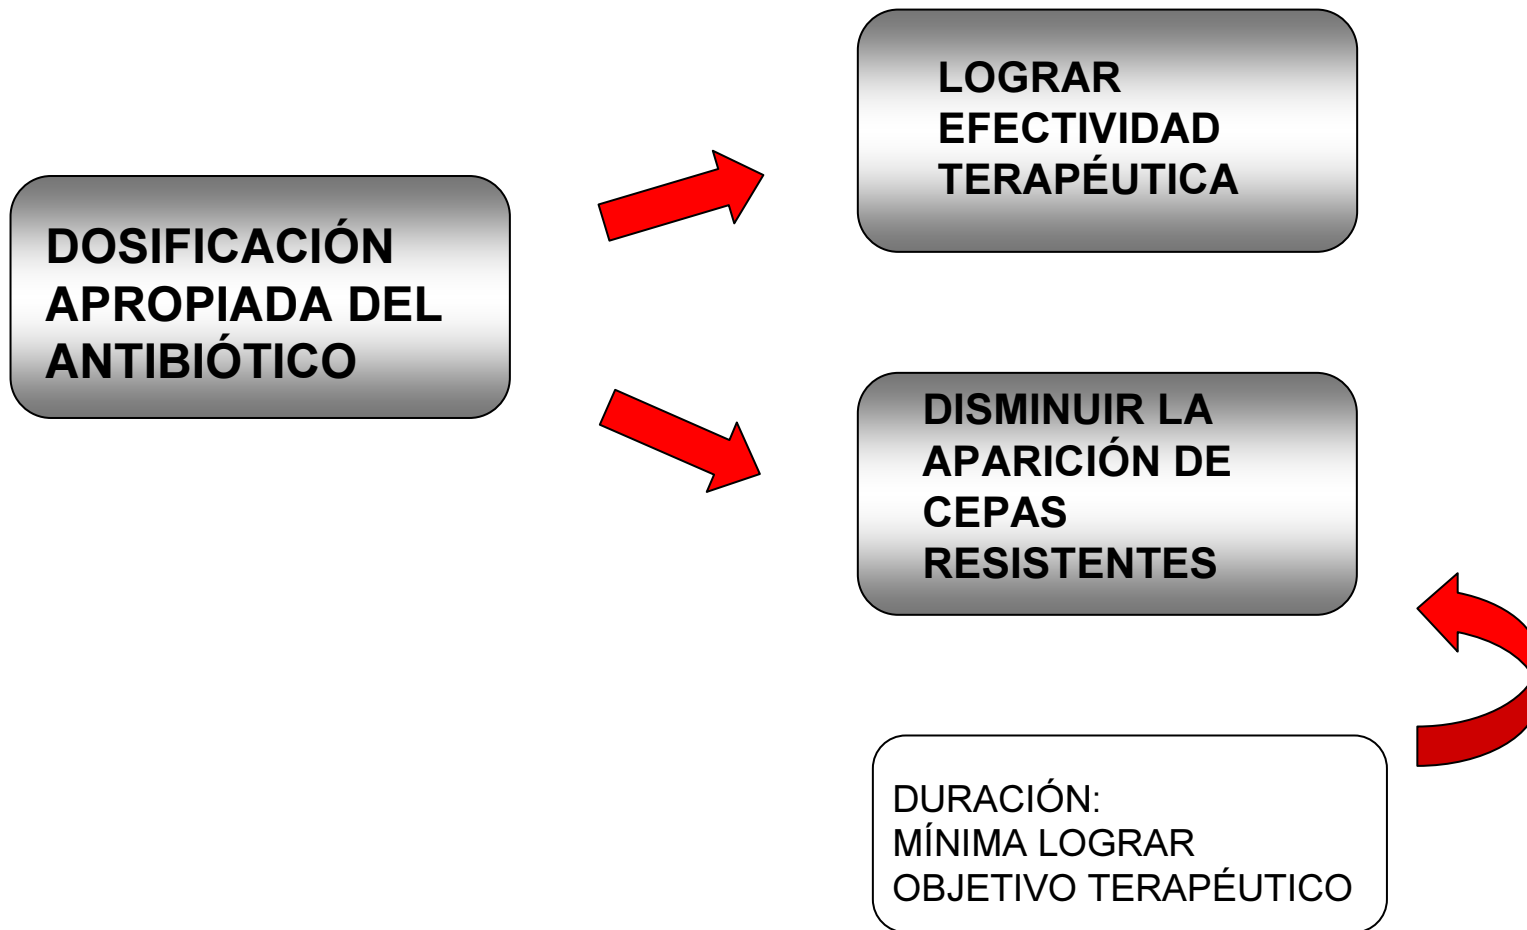 DOSIFICACIÓN
APROPIADA DEL
ANTIBIÓTICO
LOGRAR
EFECTIVIDAD
TERAPÉUTICA
DISMINUIR LA
APARICIÓN DE
CEPAS
RESISTENTES
DURACIÓN:
MÍNIMA LOGRAR
OBJETIVO TERAPÉUTICO